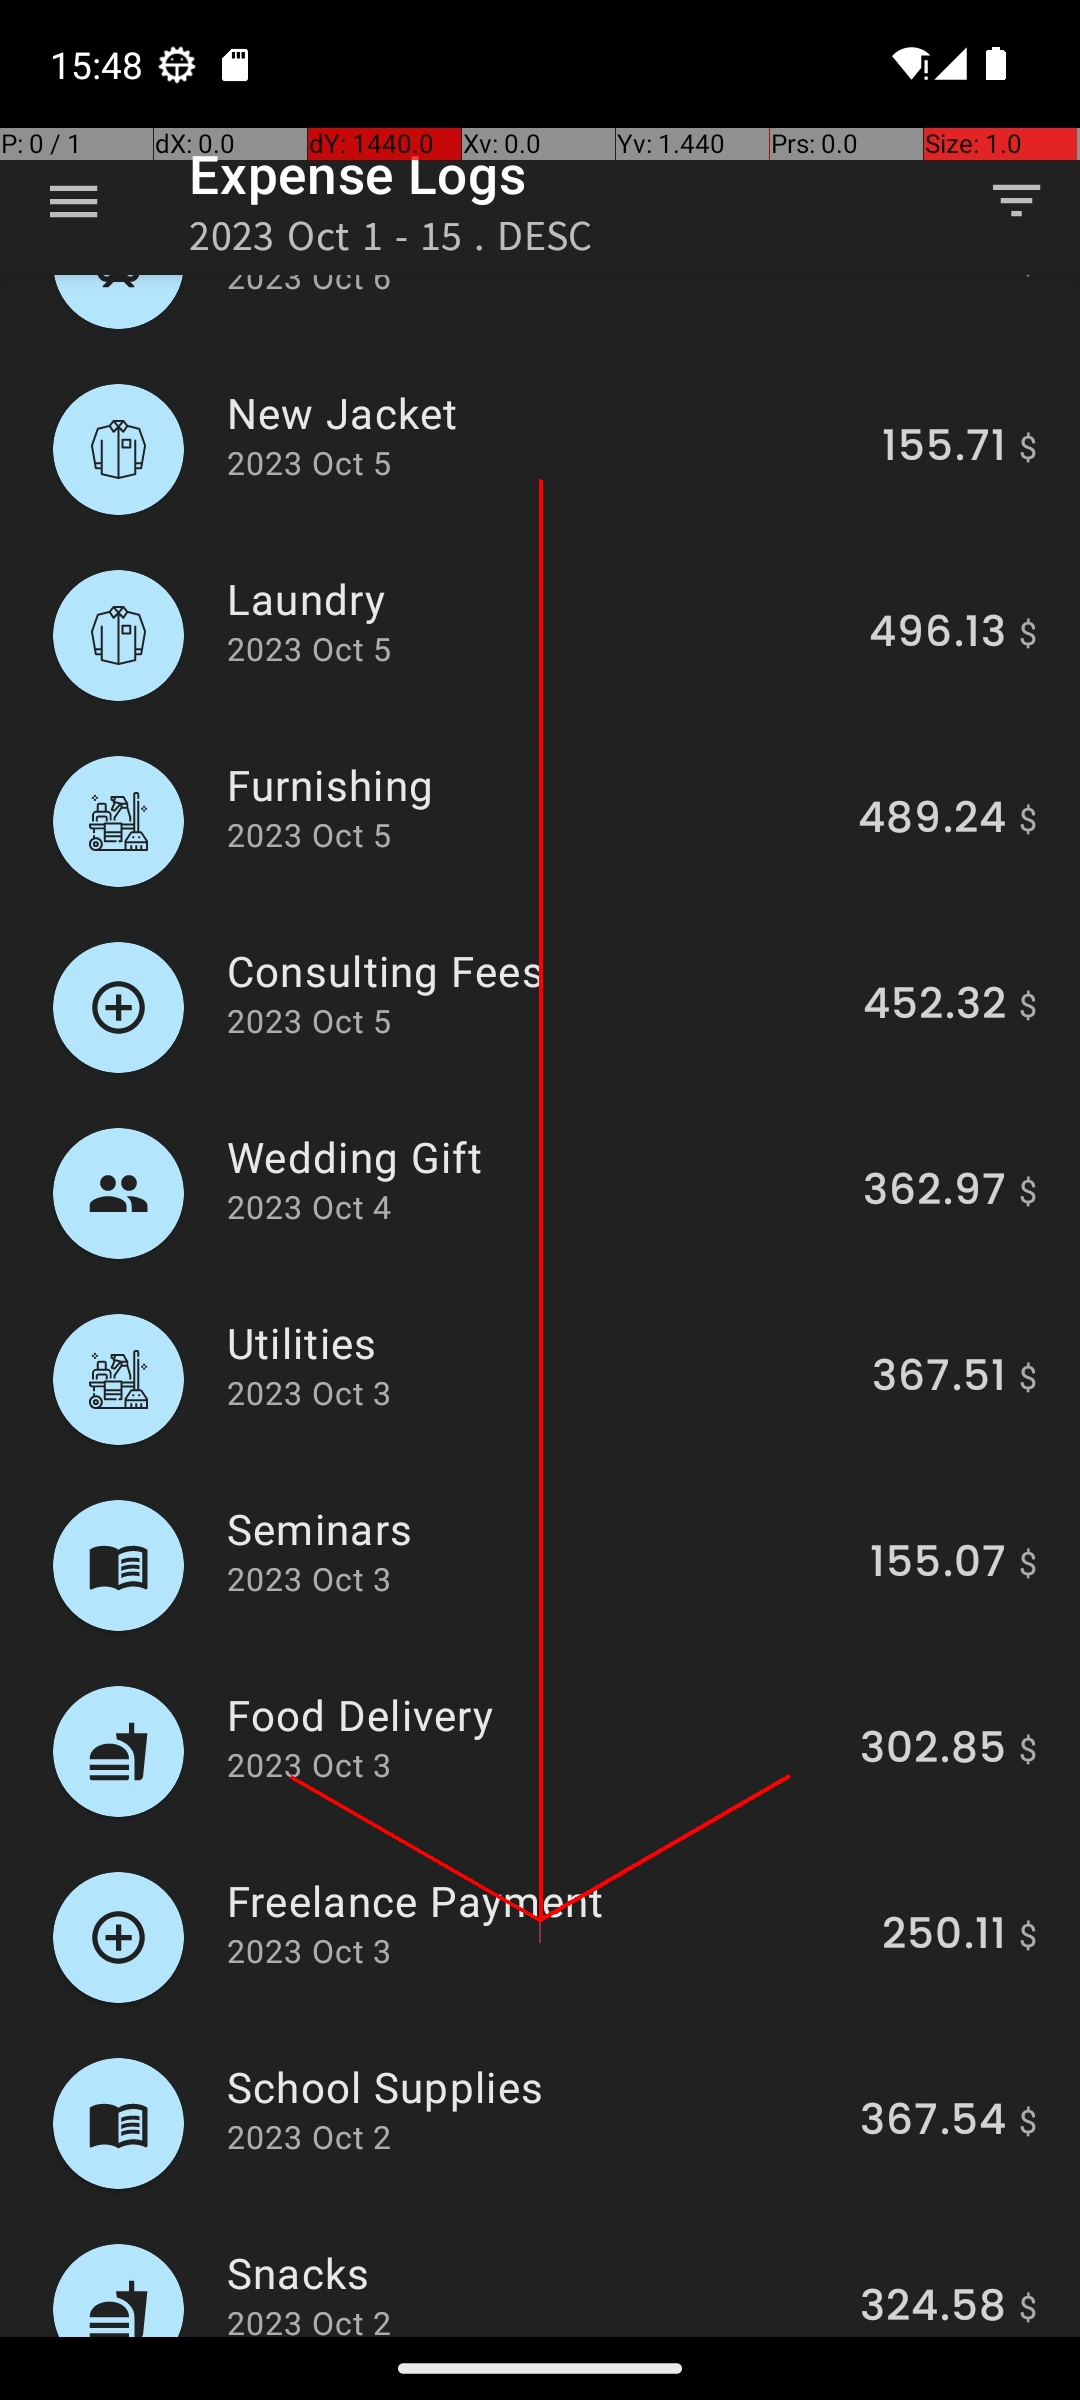 15:48
P: 0 / 1 dX: 0.0 dY: 1440.0 Xv: 0.0 Yv: 1.440 Prs: 0.0 Size: 1.0
Expense Logs
2023 Oct 1 - 15 . DESC
2023 Oct 6
New Jacket
2023 Oct 5
155.71 $
Laundry
2023 Oct 5
496.13 $
Furnishing
2023 Oct 5
489.24 $
Consulting Fees
2023 Oct 5
452.32 $
Wedding Gift
2023 Oct 4
362.97 $
Utilities
2023 Oct 3
367.51 $
Seminars
2023 Oct 3
155.07 $
Food Delivery
2023 Oct 3
302.85 $
Freelance Payment
2023 Oct 3
250.11 $
School Supplies
2023 Oct 2
367.54 $
Snacks
2023 Oct 2
324.58 $